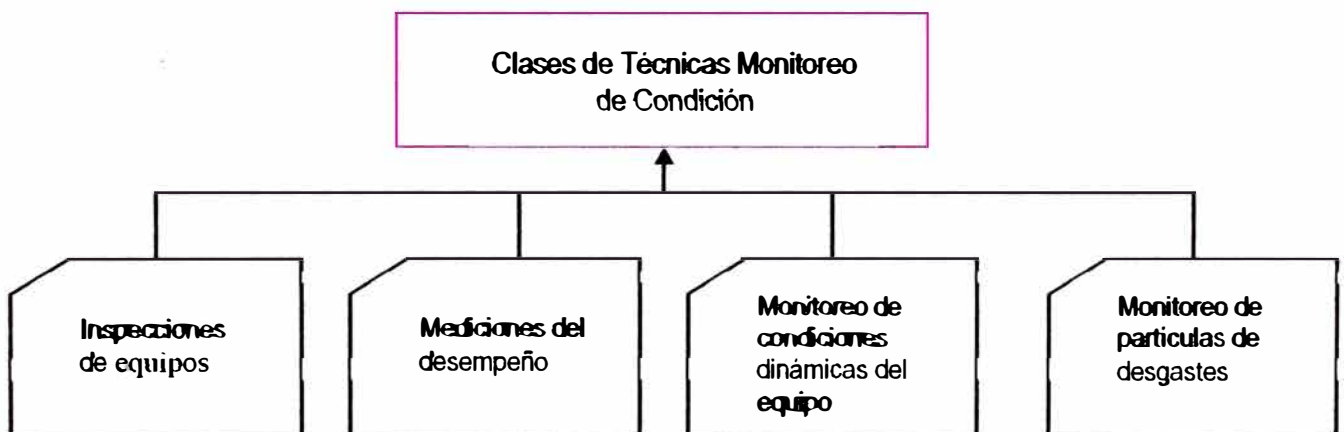 Clases de Técnicas Monitoreo
de Condición
Inspecciones
de equipos
Mediciones del
desempeño
Monitoreo de
condiciones
dinámicas del
equipo
Monitoreo de
particulas de
desgastes